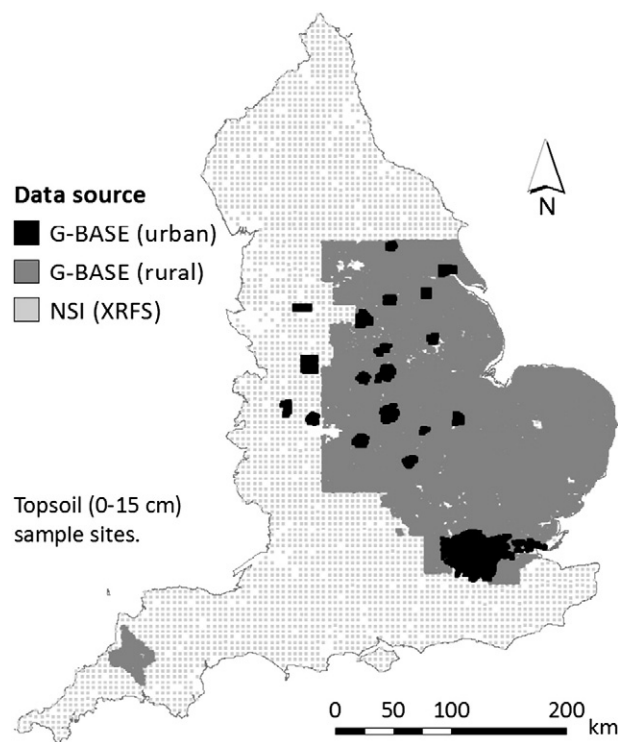 N
Data source
G-BASE (urban)
G-BASE (rural)
NSI (XRFS)
Topsoil (0-15 cm)
sample sites.
0 50 100 200
km